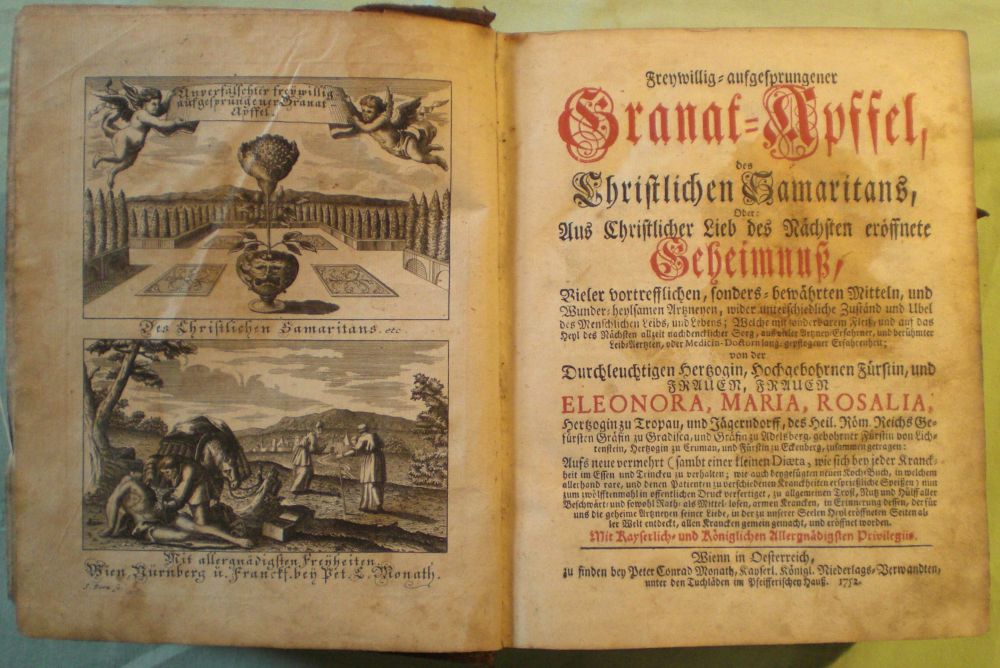 Unverfälschter freywillig
aufgesprungener Granat
Apffel.
Des Christlichen Samaritans. etc.
Mit allergnädigsten Freyheiten.
Wien, Nürnberg u. Franckf. bey Pet. C. Monath.
Freywillig-aufgesprungener
Granat-Apffel,
des
Christlichen Samaritans,
Oder:
Aus Christlicher Lieb des Nächsten eröffnete
Geheimnuß,
Vieler vortrefflichen, sonders-bewährten Mitteln, und
Wunder-heylsamen Artzneyen, wider unterschiedliche Zuständ und Ubel
des Menschlichen Leibs, und Lebens; Welche mit sonderbarem Fleiß, und auf das
Heyl des Nächsten allzeit nachdencklicher Sorg, auß vieler Artzney-Erfahrner, und berühmter
Leib-Aertzten, oder Medicin-Doctorn lang-gepflogener Erfahrenheit;
von der
Durchleuchtigen Hertzogin, Hochgebohrnen Fürstin, und
FRAUEN, FRAUEN
ELEONORA, MARIA, ROSALIA,
Hertzogin zu Tropau, und Jägerndorff, des Heil. Röm. Reichs Ge-
fürsten Gräfin zu Gradisca, und Gräfin zu Adelsberg, gebohrner Fürstin von Lich-
tenstein, Hertzogin zu Crumau, und Fürstin zu Eckenberg, zusammen getragen:
Aufs neue vermehrt (sambt einer kleinen Diæta, wie sich bey jeder Kranck-
heit im Essen und Trincken zu verhalten; wie auch beygefügten neuen Koch-Buch, in welchem
allerhand rare, und denen Patienten zu verschiedenen Kranckheiten ersprießliche Speißen) nun
zum zwölfftenmahl in offentlichen Druck verfertiget, zu allgemeinen Trost, Nutz und Hülff aller
Beschwärt- und sowohl Rath- als Mittel-losen, armen Krancken, in Erinnerung dessen, der für
uns die geheime Artzneyen seiner Liebe, in der zu unserer Seelen Heyl eröffneten Seiten al-
ler Welt entdeckt, allen Krancken gemein gemacht, und eröffnet worden.
Mit Kayserlich- und Königlichen Allergnädigsten Privilegiis.
Wienn in Oesterreich,
zu finden bey Peter Conrad Monath, Kayserl. Königl. Niederlags-Verwandten,
unter den Tuchläden im Pfeifferischen Hauß. 1752.